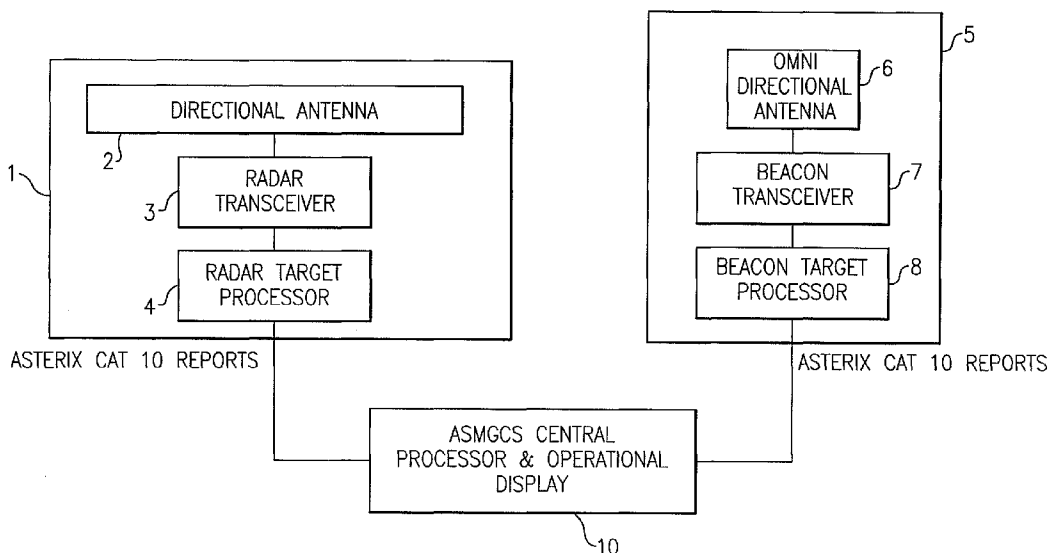 1
DIRECTIONAL ANTENNA
2
RADAR
TRANSCEIVER
3
RADAR TARGET
PROCESSOR
4
ASTERIX CAT 10 REPORTS
5
OMNI
DIRECTIONAL
ANTENNA
6
BEACON
TRANSCEIVER
7
BEACON TARGET
PROCESSOR
8
ASTERIX CAT 10 REPORTS
ASMGCS CENTRAL
PROCESSOR & OPERATIONAL
DISPLAY
10